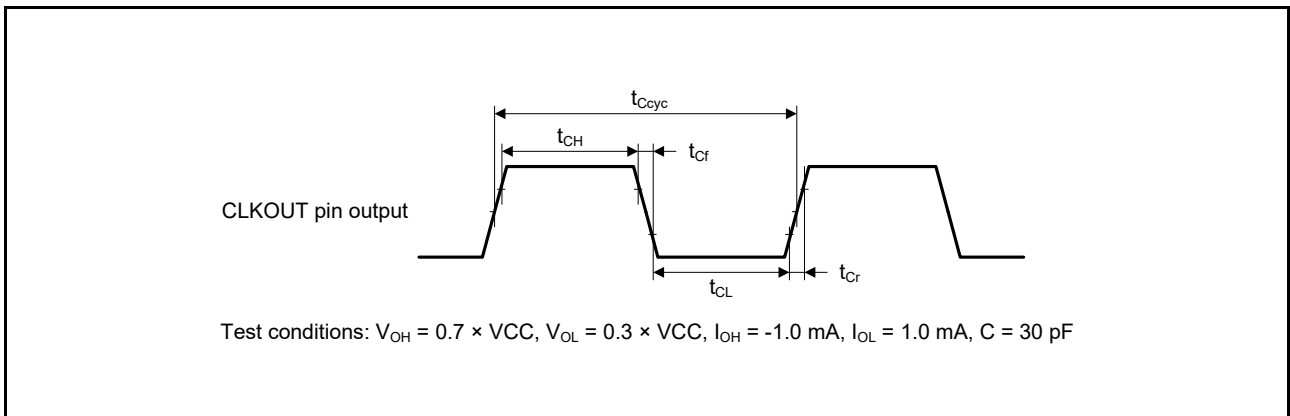 tCcyc
tCH
tCf
CLKOUT pin output
tCr
tCL
Test conditions: VOH = 0.7 × VCC, VOL = 0.3 × VCC, IOH = -1.0 mA, IOL = 1.0 mA, C = 30 pF